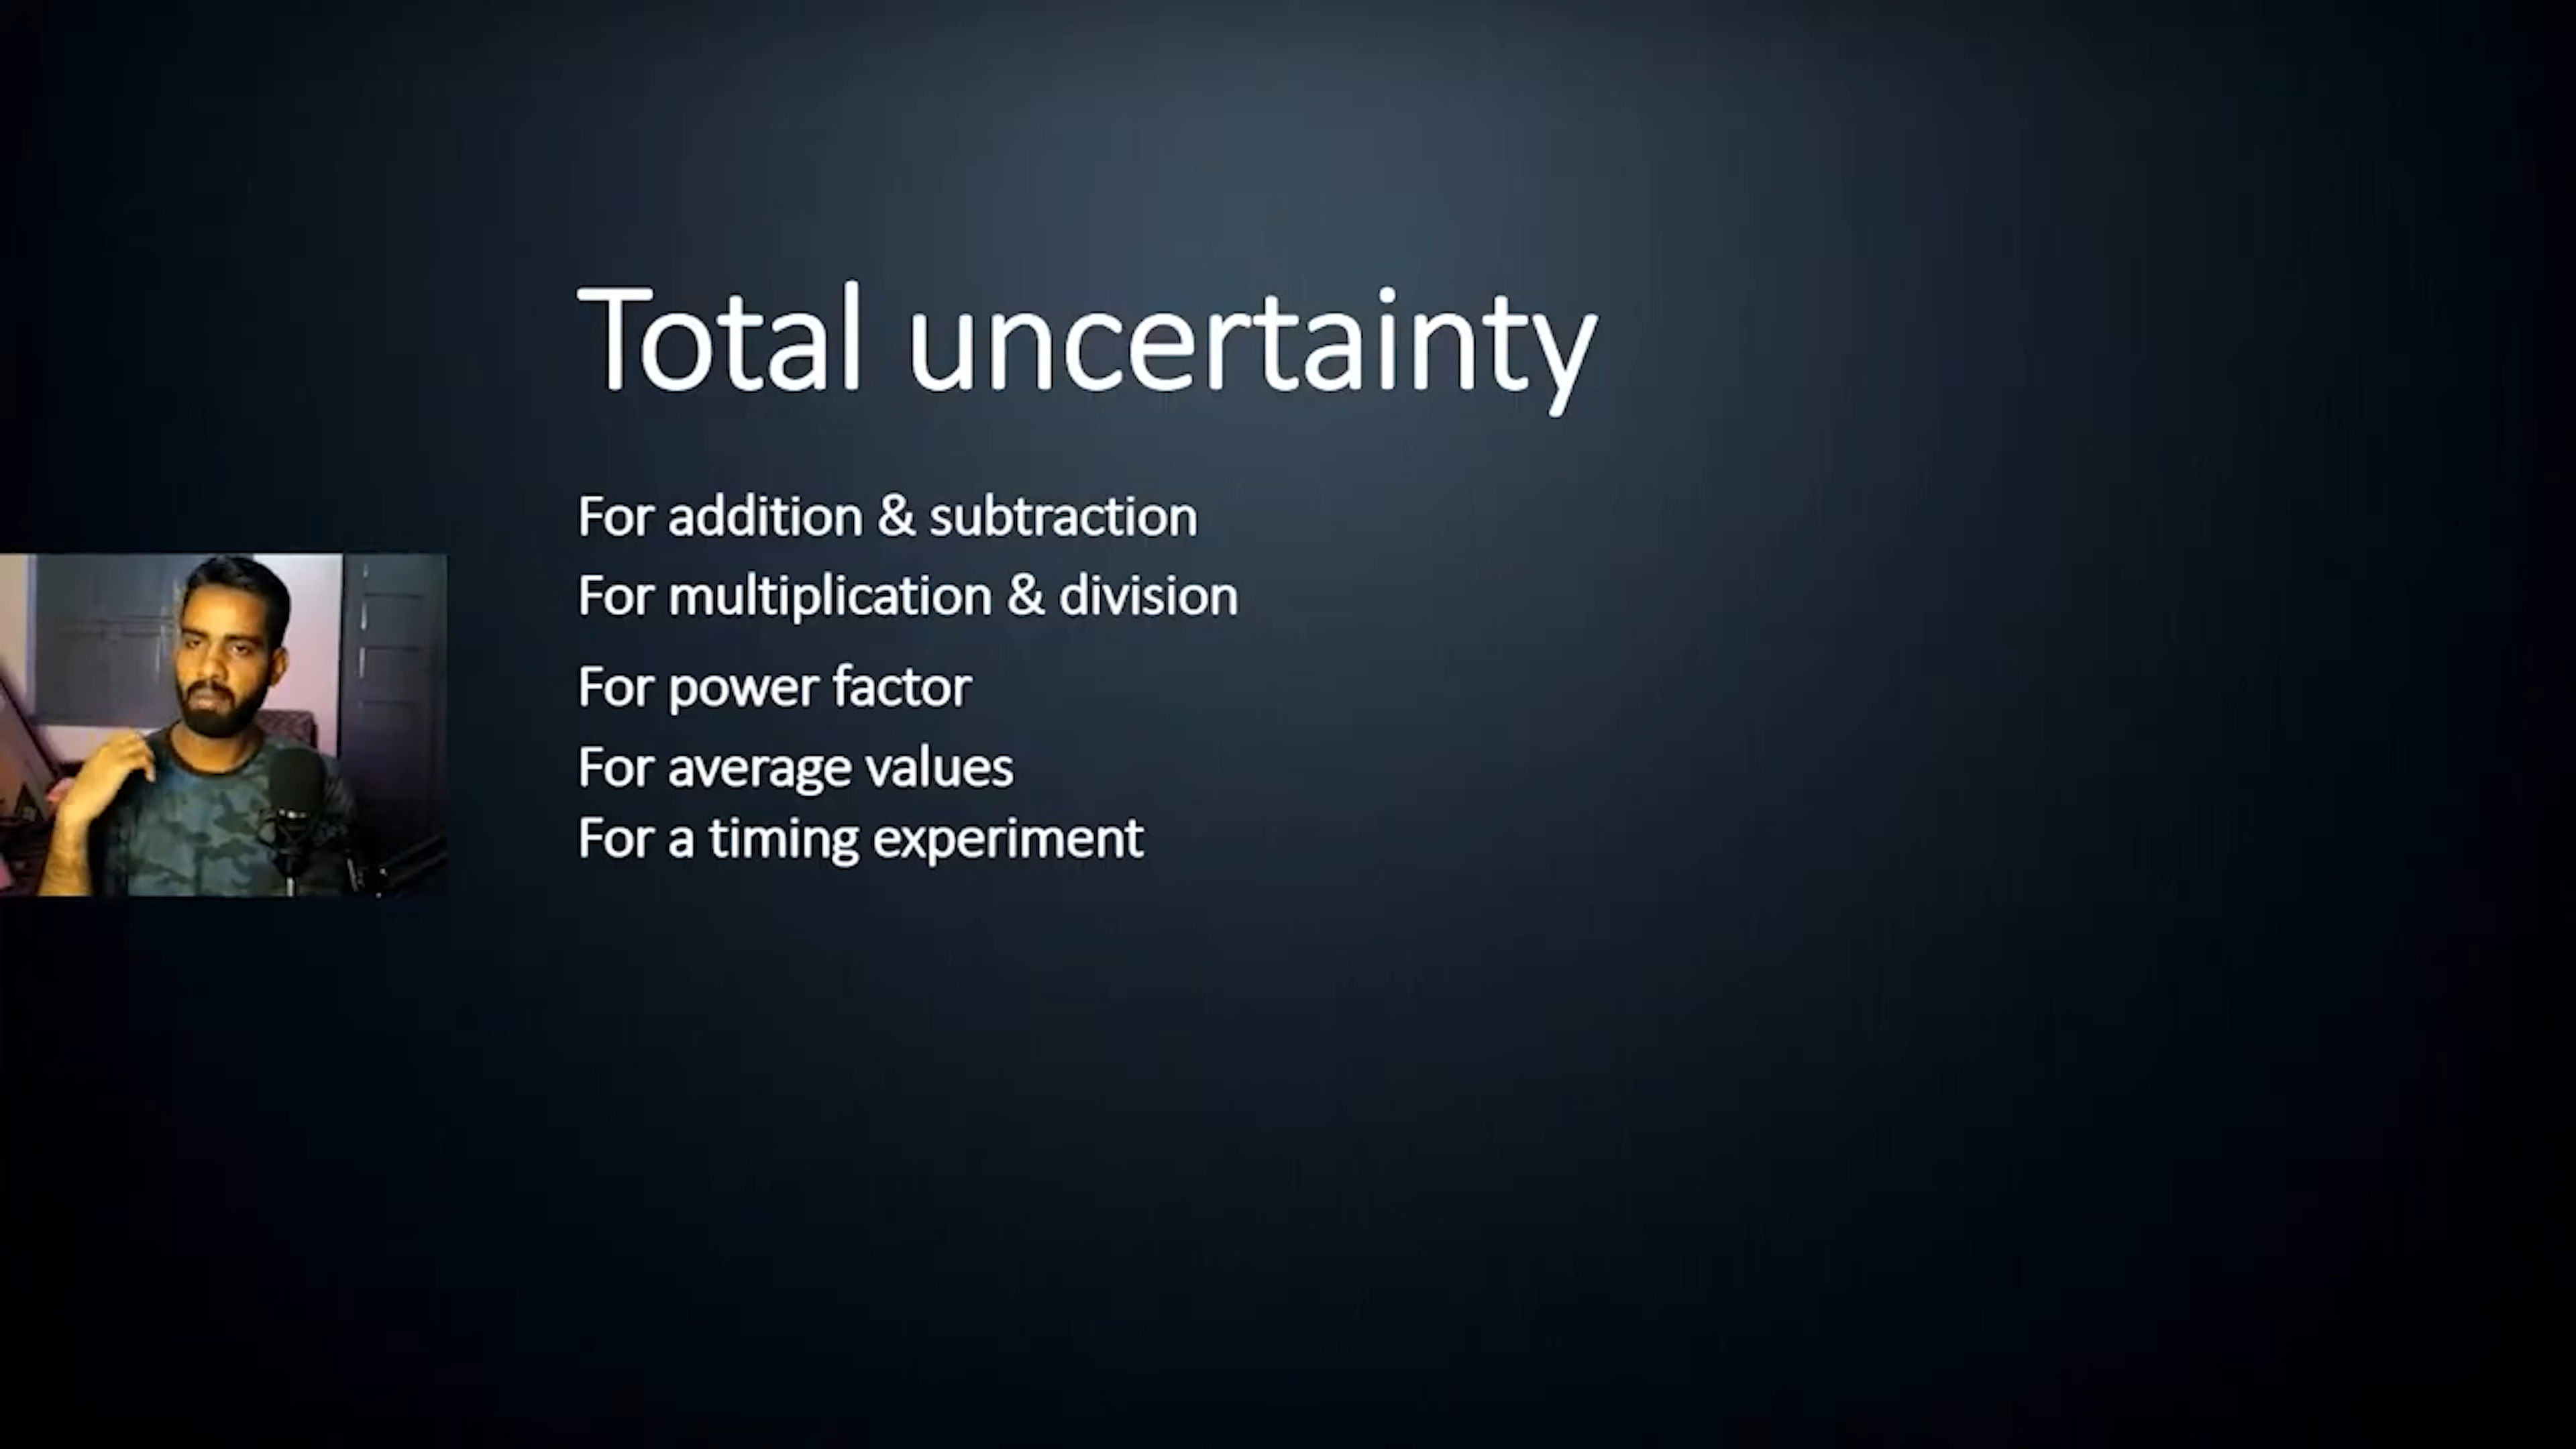 Total uncertainty
For addition & subtraction
For multiplication & division
For power factor
For average values
For a timing experiment